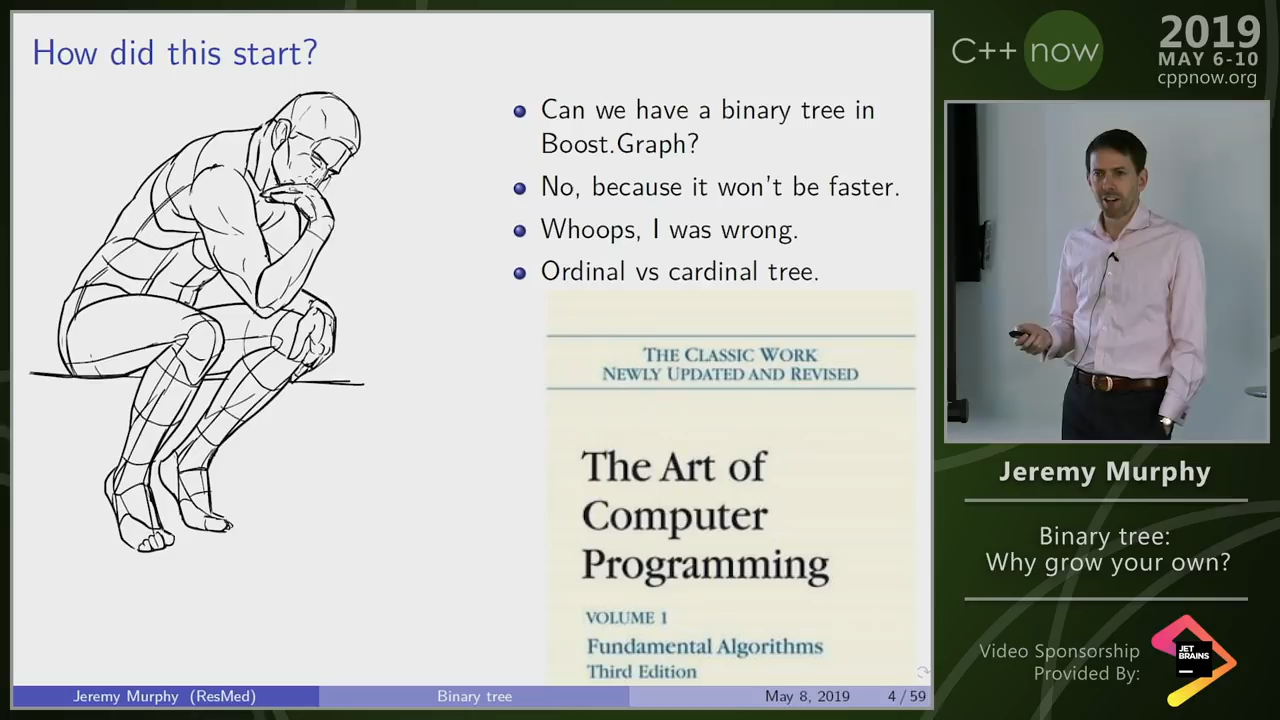 How did this start?
Can we have a binary tree in
Boost.Graph?
No, because it won't be faster.
Whoops, I was wrong.
Ordinal vs cardinal tree.
THE CLASSIC WORK
NEWLY UPDATED AND REVISED
The Art of
Computer
Programming
VOLUME 1
Fundamental Algorithms
Third Edition
Jeremy Murphy (ResMed)
Binary tree
May 8, 2019
4 / 59
C++ now
2019
MAY 6-10
cppnow.org
Jeremy Murphy
Binary tree:
Why grow your own?
Video Sponsorship
Provided By:
JET
BRAINS